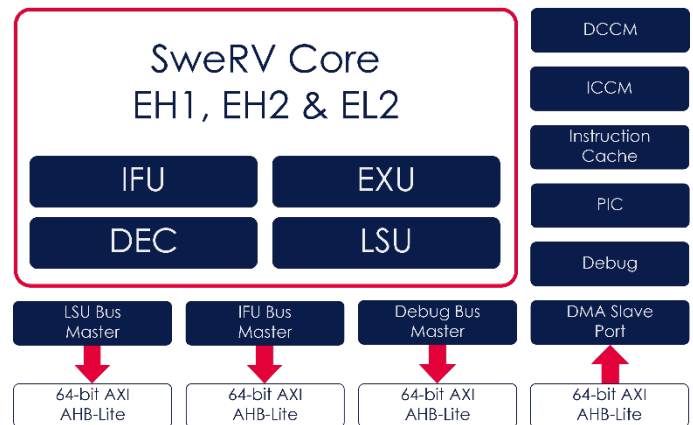 SweRV Core
EH1, EH2 & EL2
IFU
EXU
DEC
LSU
DCCM
ICCM
Instruction
Cache
PIC
Debug
LSU Bus
Master
IFU Bus
Master
Debug Bus
Master
DMA Slave
Port
64-bit AXI
AHB-Lite
64-bit AXI
AHB-Lite
64-bit AXI
AHB-Lite
64-bit AXI
AHB-Lite